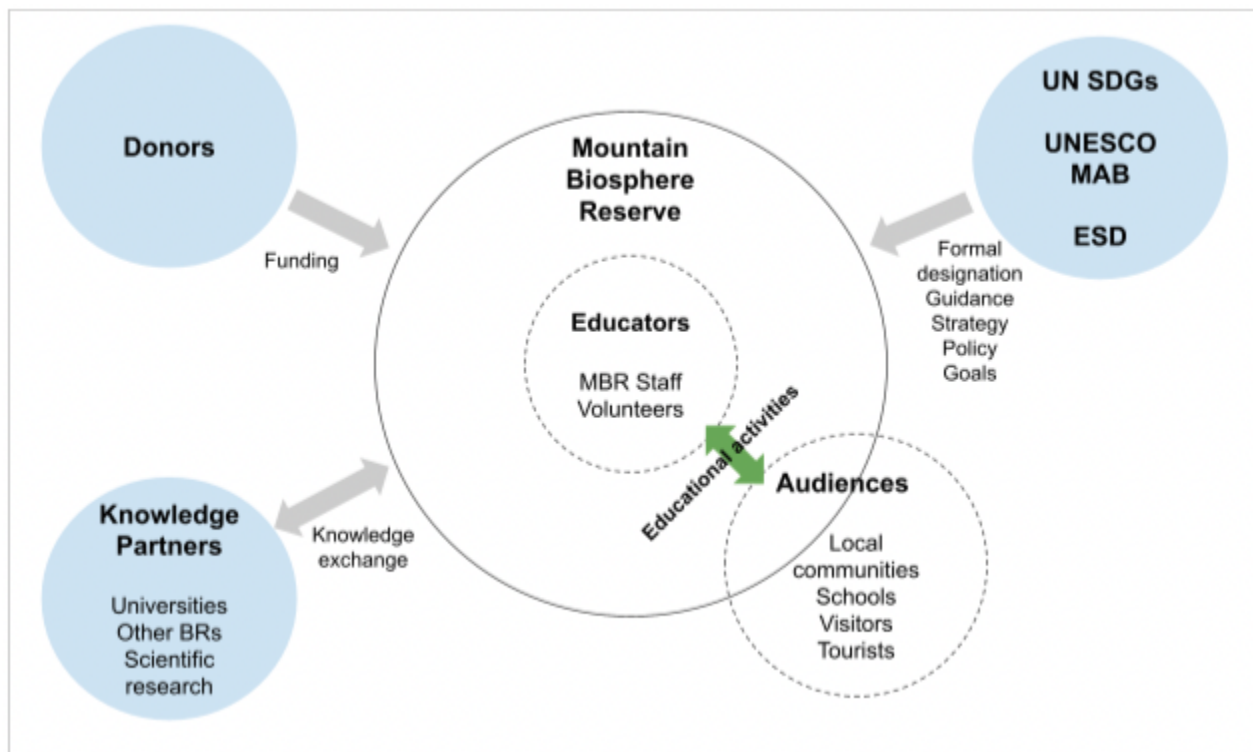 Donors
Funding
Mountain
Biosphere
Reserve
UN SDGs
UNESCO
MAB
ESD
Formal
designation
Guidance
Strategy
Policy
Goals
Educators
MBR Staff
Volunteers
Educational activities
Audiences
Local
communities
Schools
Visitors
Tourists
Knowledge
Partners
Universities
Other BRs
Scientific
research
Knowledge
exchange